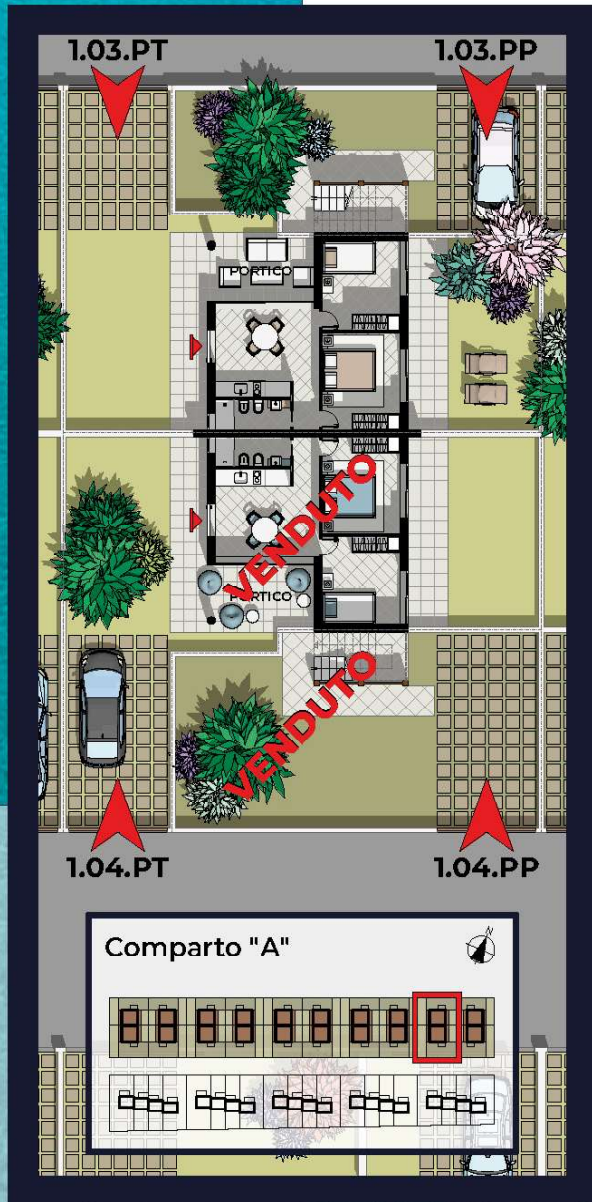 1.03.PT
1.03.PP
PORTICO
VENDUTO
PORTICO
VENDUTO
1.04.PT
1.04.PP
Comparto "A"
N